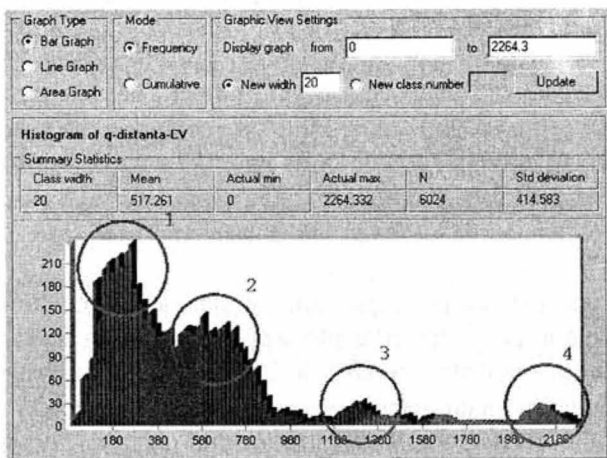 Graph Type
Bar Graph
Line Graph
Area Graph
Mode
Frequency
Cumulative
Graphic View Settings
Display graph from 0 to 2264.3
New width 20 New class number Update
Histogram of q-distanta-CV
Summary Statistics
Class width Mean Actual min Actual max N Std deviation
20 517.261 0 2264.332 6024 414.583
1
2
3
4
210
180
150
120
90
60
30
0
180 380 580 780 980 1180 1380 1580 1780 1980 2180